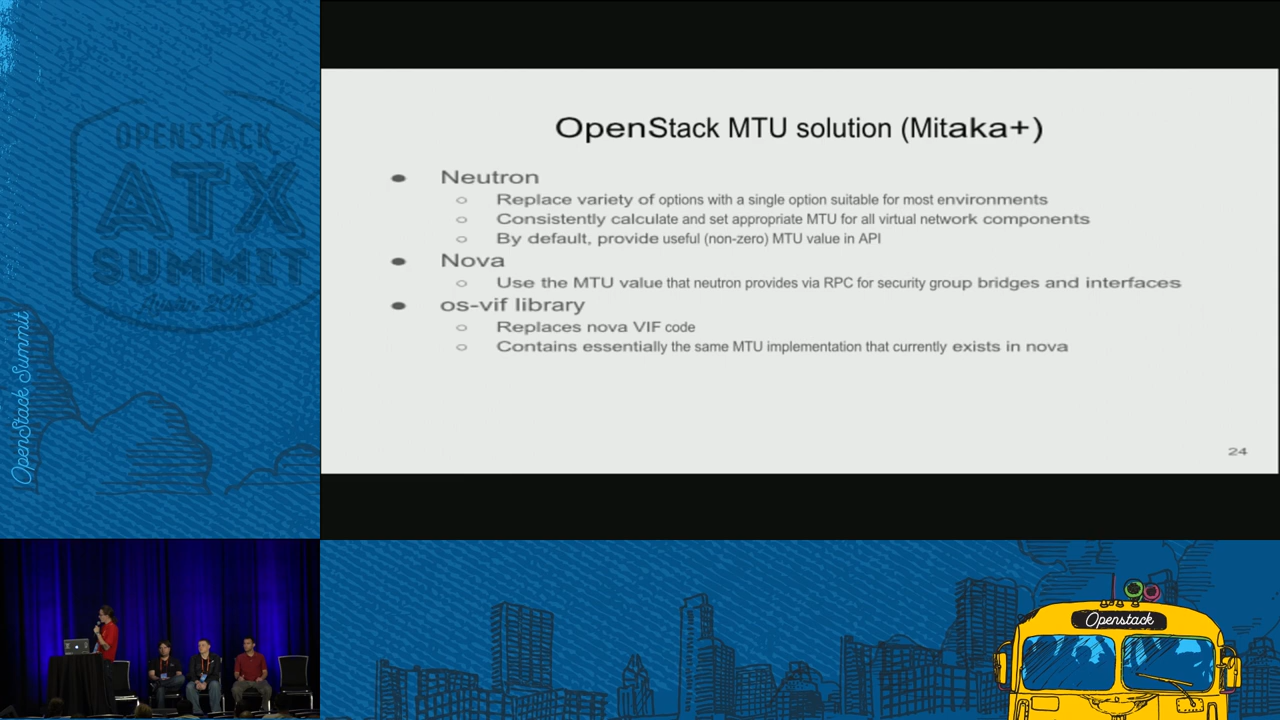 OPENSTACK
ATX
SUMMIT
Austin 2016
OpenStack Summit
OpenStack MTU solution (Mitaka+)
Neutron
Replace variety of options with a single option suitable for most environments
Consistently calculate and set appropriate MTU for all virtual network components
By default, provide useful (non-zero) MTU value in API
Nova
Use the MTU value that neutron provides via RPC for security group bridges and interfaces
os-vif library
Replaces nova VIF code
Contains essentially the same MTU implementation that currently exists in nova
24
Openstack